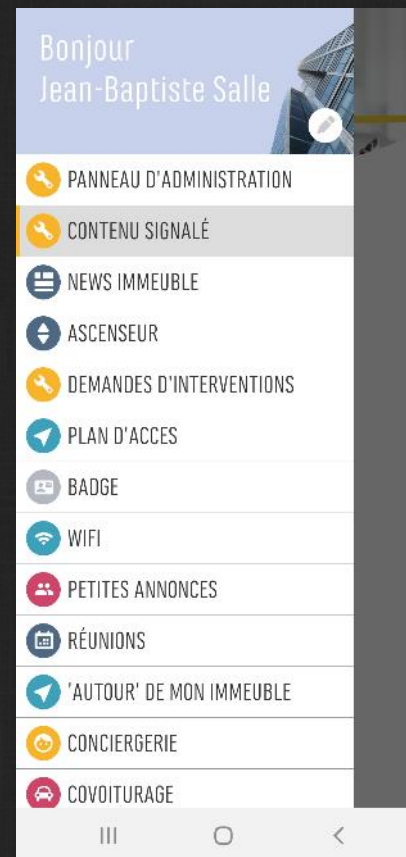 Bonjour
Jean-Baptiste Salle
PANNEAU D'ADMINISTRATION
CONTENU SIGNALÉ
NEWS IMMEUBLE
ASCENSEUR
DEMANDES D'INTERVENTIONS
PLAN D'ACCES
BADGE
WIFI
PETITES ANNONCES
RÉUNIONS
'AUTOUR' DE MON IMMEUBLE
CONCIERGERIE
COVOITURAGE